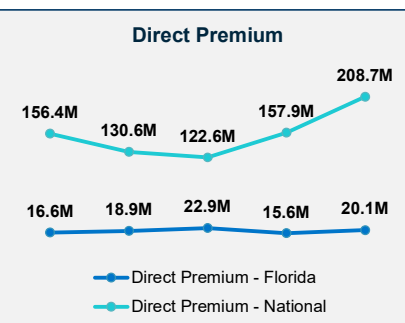 Direct Premium
208.7M
156.4M
157.9M
130.6M
122.6M
16.6M 18.9M 22.9M 15.6M 20.1M
Direct Premium - Florida
Direct Premium - National